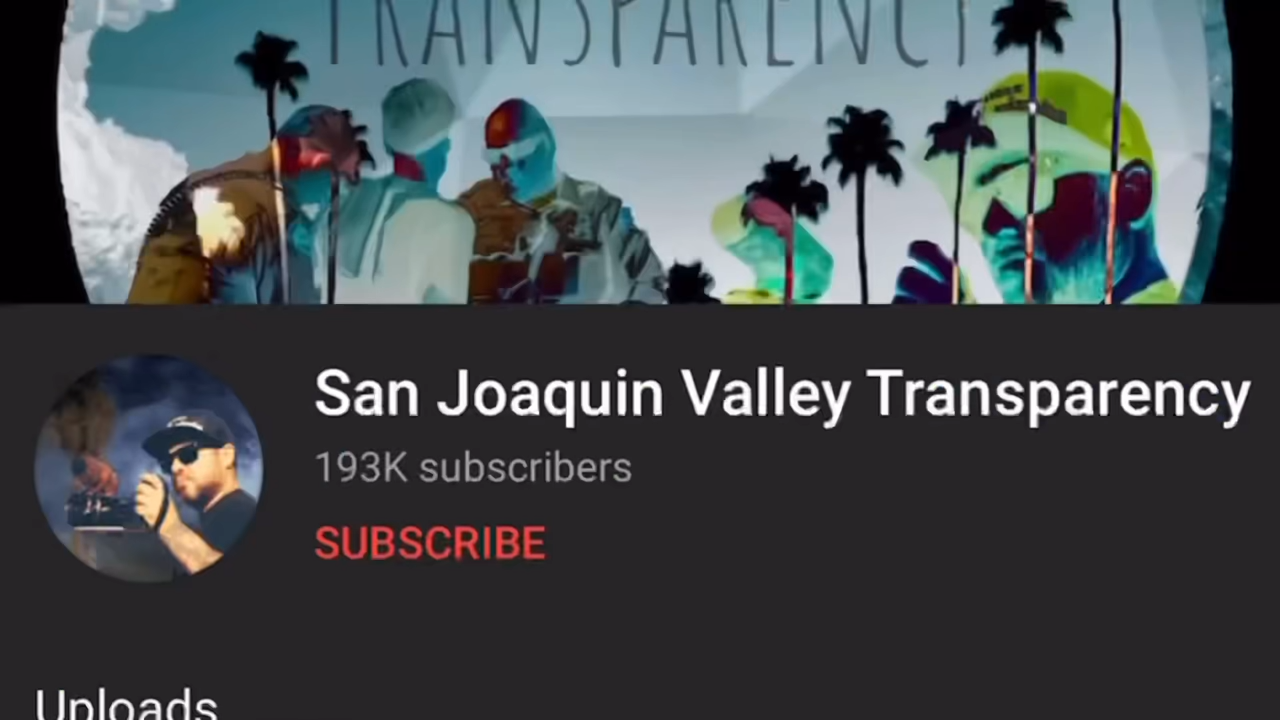 TRANSPARENCY
San Joaquin Valley Transparency
193K subscribers
SUBSCRIBE
Uploads